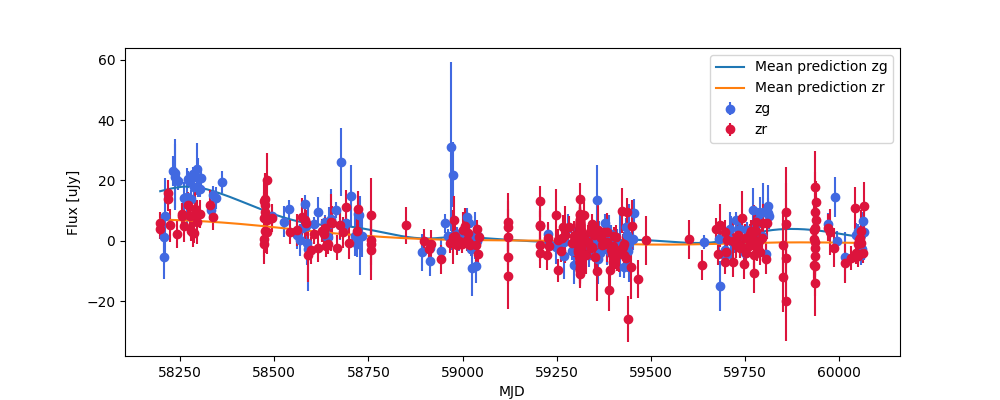 60
40
20
0
−20
Flux [uJy]
58250 58500 58750 59000 59250 59500 59750 60000
MJD
Mean prediction zg
Mean prediction zr
zg
zr